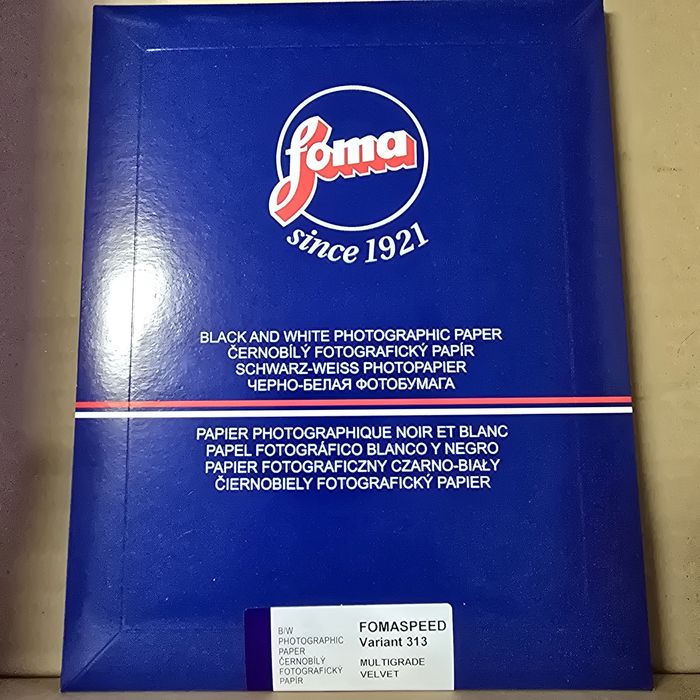 foma
since 1921
BLACK AND WHITE PHOTOGRAPHIC PAPER
ČERNOBÍLÝ FOTOGRAFICKÝ PAPÍR
SCHWARZ-WEISS PHOTOPAPIER
ЧЕРНО-БЕЛАЯ ФОТОБУМАГА
PAPIER PHOTOGRAPHIQUE NOIR ET BLANC
PAPEL FOTOGRÁFICO BLANCO Y NEGRO
PAPIER FOTOGRAFICZNY CZARNO-BIAŁY
ČIERNOBIELY FOTOGRAFICKÝ PAPIER
B/W
PHOTOGRAPHIC
PAPER
ČERNOBÍLÝ
FOTOGRAFICKÝ
PAPÍR
FOMASPEED
Variant 313
MULTIGRADE
VELVET